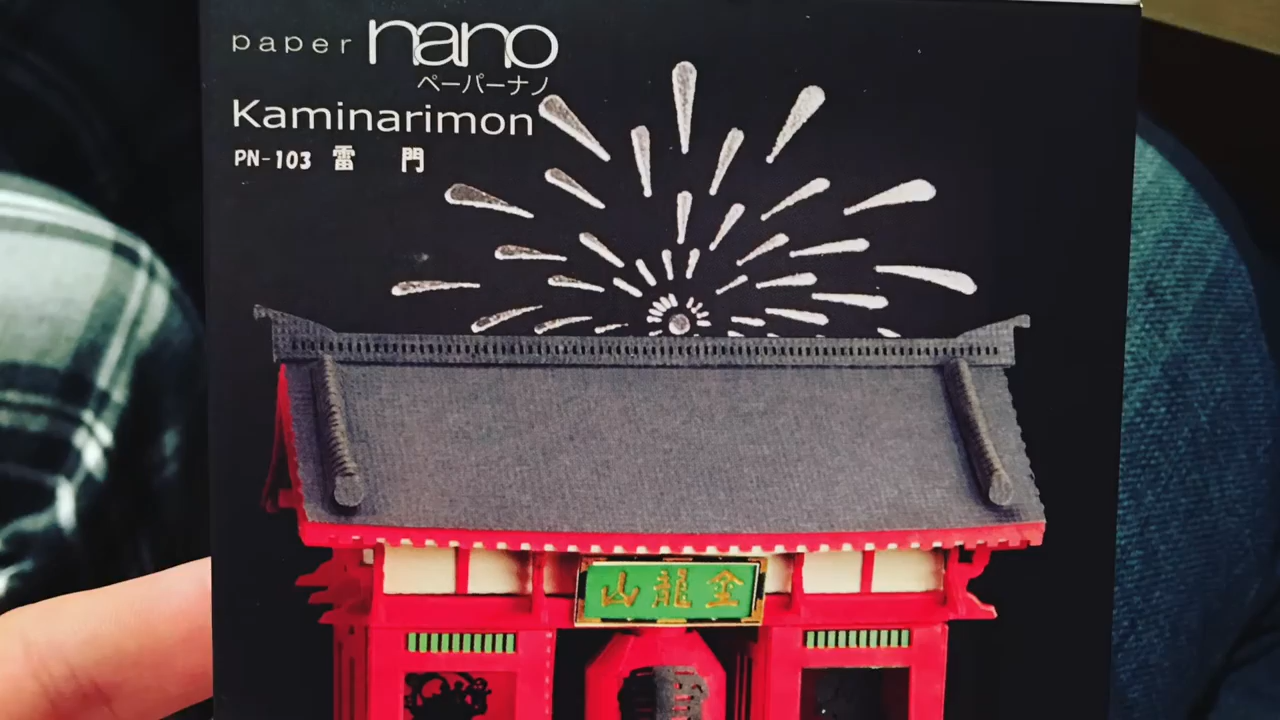 paper nano
ペーパーナノ
Kaminarimon
PN-103 雷 門
山龍金